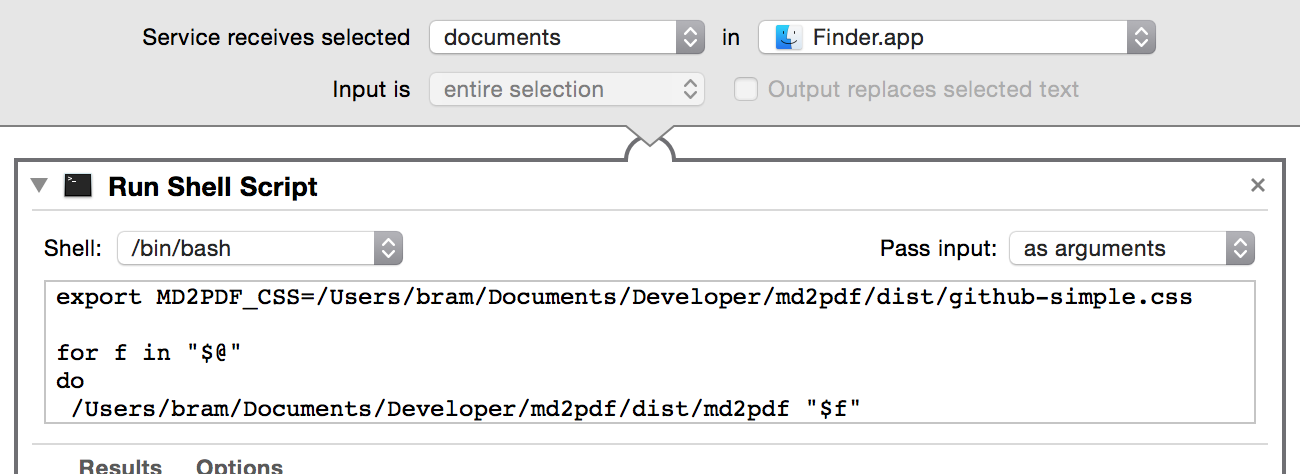 Service receives selected documents in Finder.app
Input is entire selection Output replaces selected text
Run Shell Script
Shell: /bin/bash Pass input: as arguments
export MD2PDF_CSS=/Users/bram/Documents/Developer/md2pdf/dist/github-simple.css
for f in "$@"
do
/Users/bram/Documents/Developer/md2pdf/dist/md2pdf "$f"
Results Options